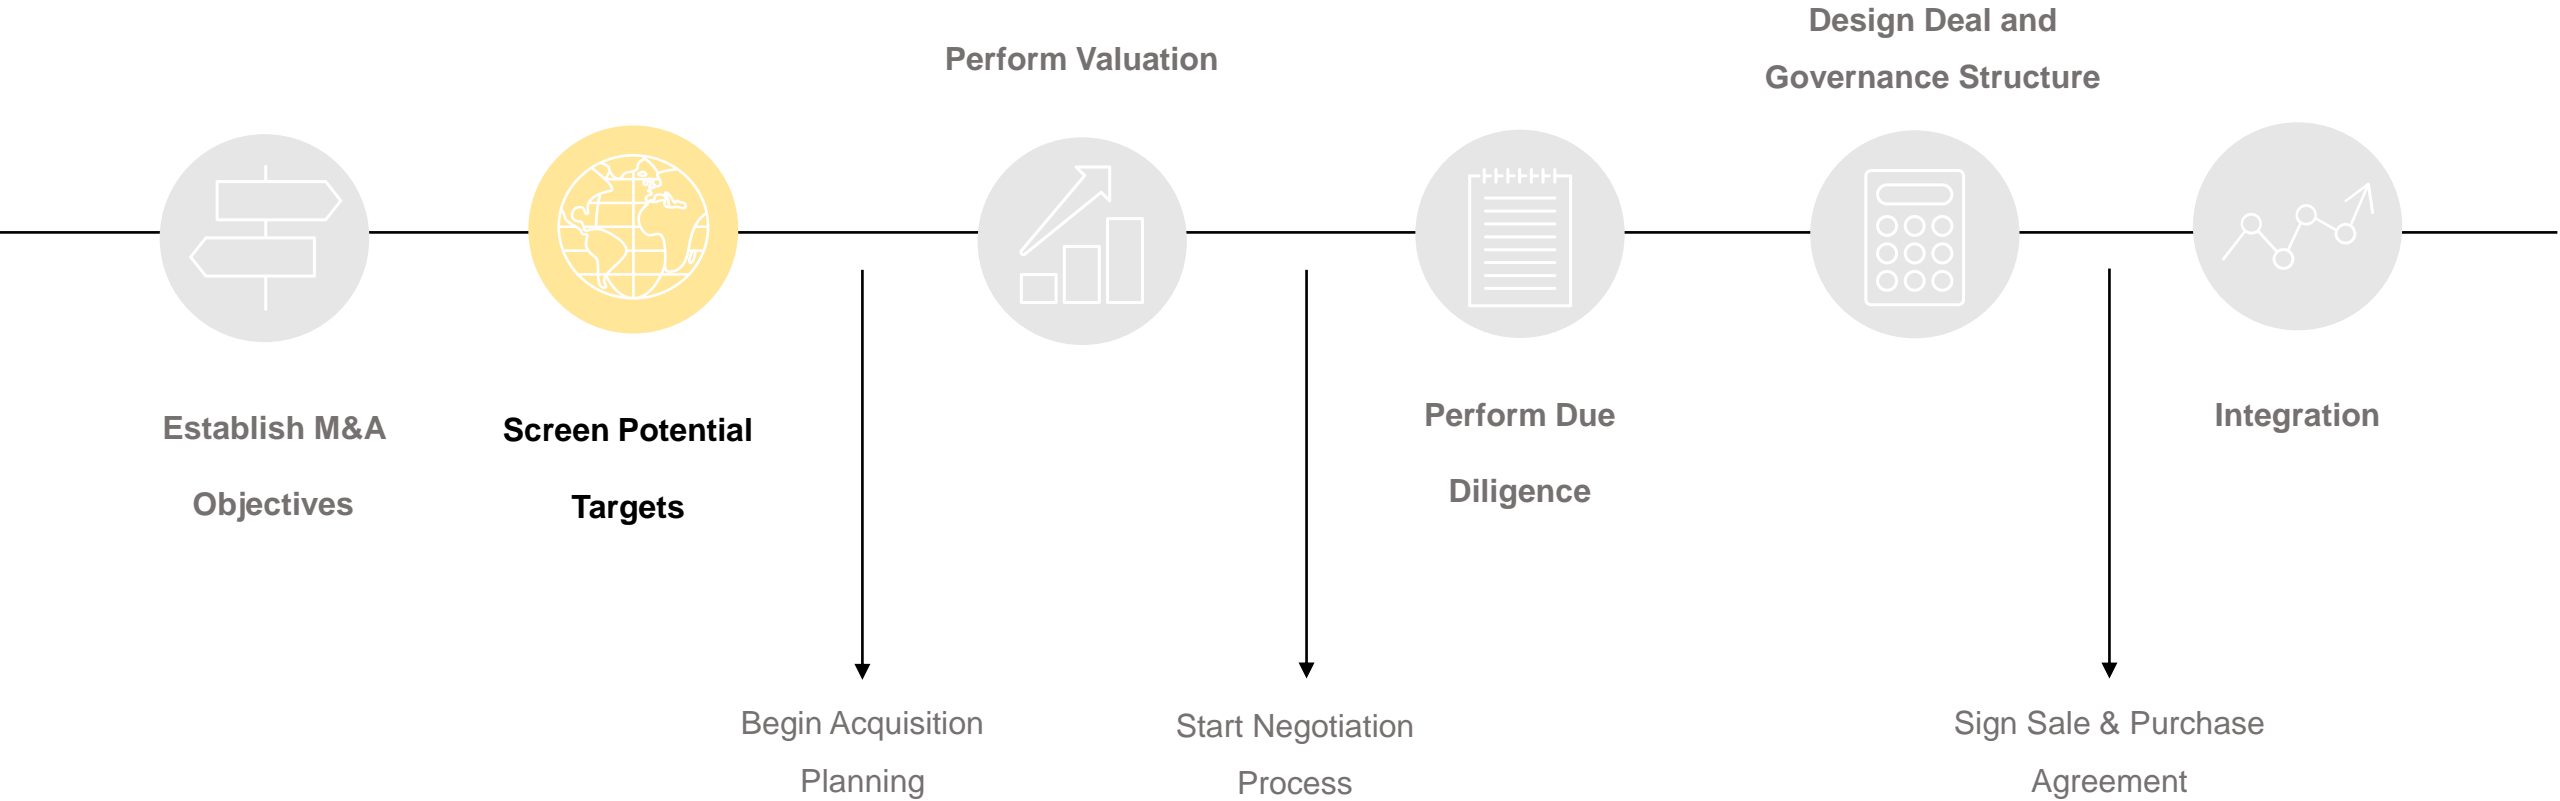 Establish M&A
Objectives
Screen Potential
Targets
Begin Acquisition
Planning
Perform Valuation
Start Negotiation
Process
Perform Due
Diligence
Design Deal and
Governance Structure
Sign Sale & Purchase
Agreement
Integration